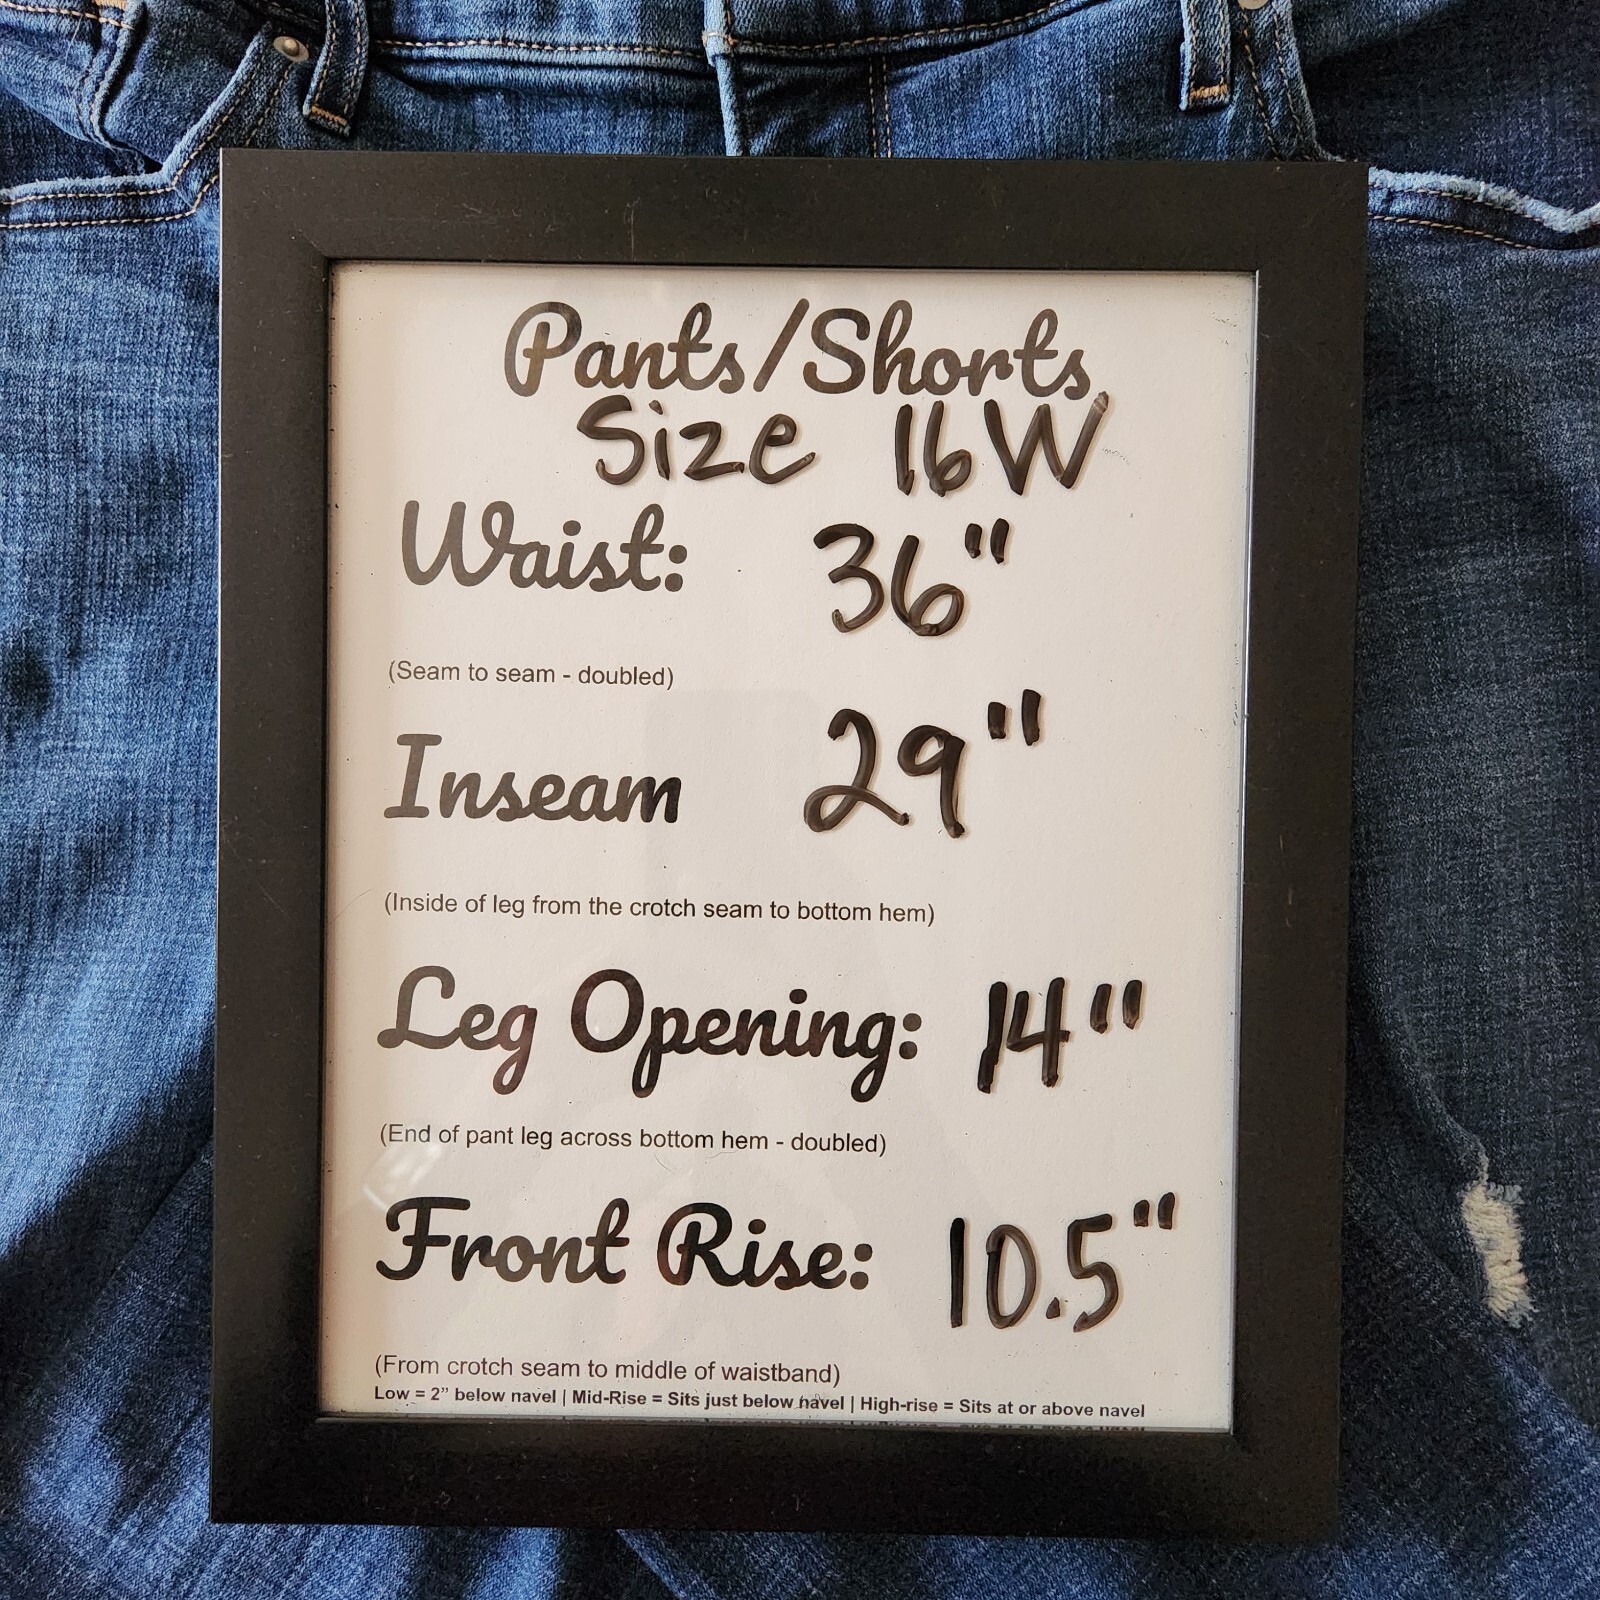 Pants/Shorts
Size 16W
Waist: 36"
(Seam to seam - doubled)
Inseam 29"
(Inside of leg from the crotch seam to bottom hem)
Leg Opening: 14"
(End of pant leg across bottom hem - doubled)
Front Rise: 10.5"
(From crotch seam to middle of waistband)
Low = 2” below navel | Mid-Rise = Sits just below navel | High-rise = Sits at or above navel